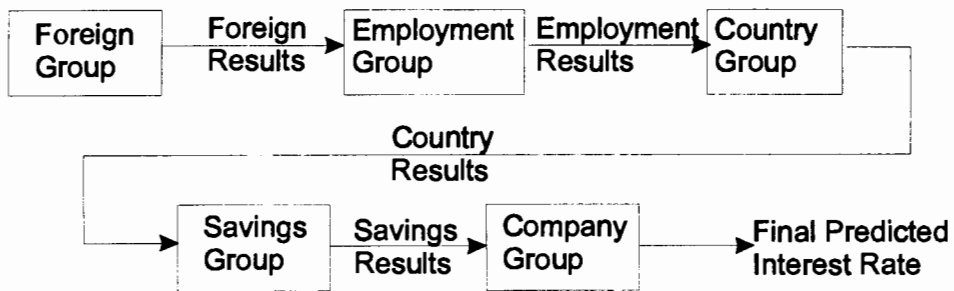 Foreign
Group
Foreign
Results
Employment
Group
Employment
Results
Country
Group
Country
Results
Savings
Group
Savings
Results
Company
Group
Final Predicted
Interest Rate